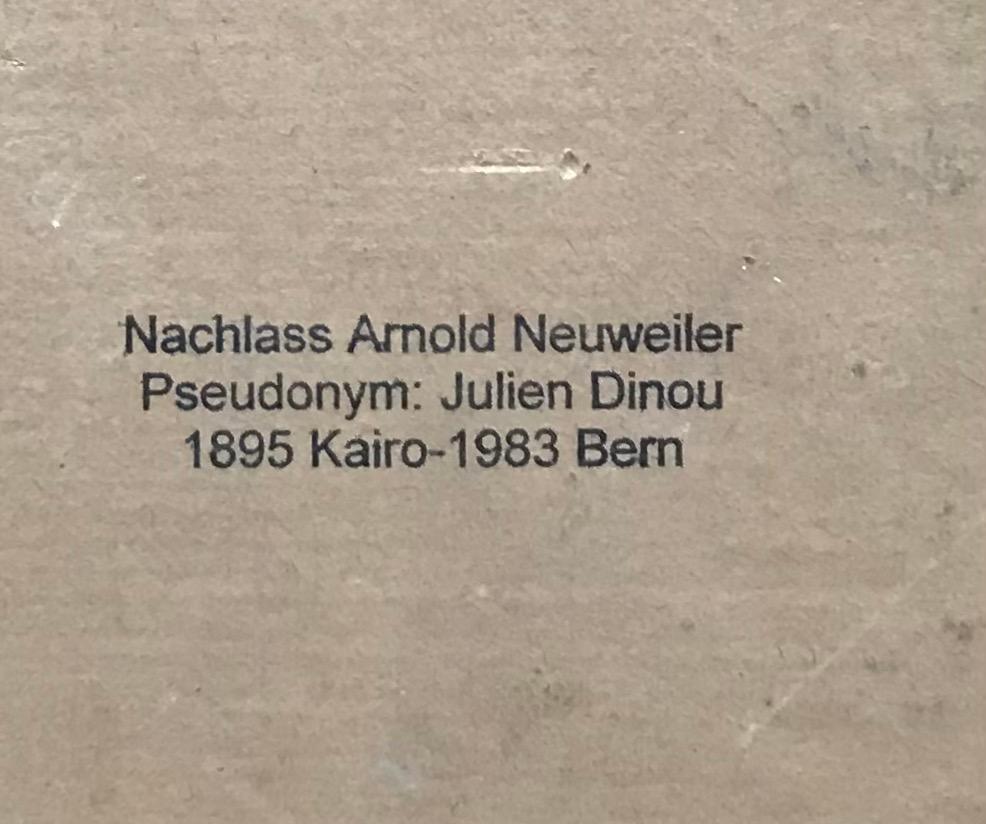 Nachlass Arnold Neuweiler
Pseudonym: Julien Dinou
1895 Kairo-1983 Bern